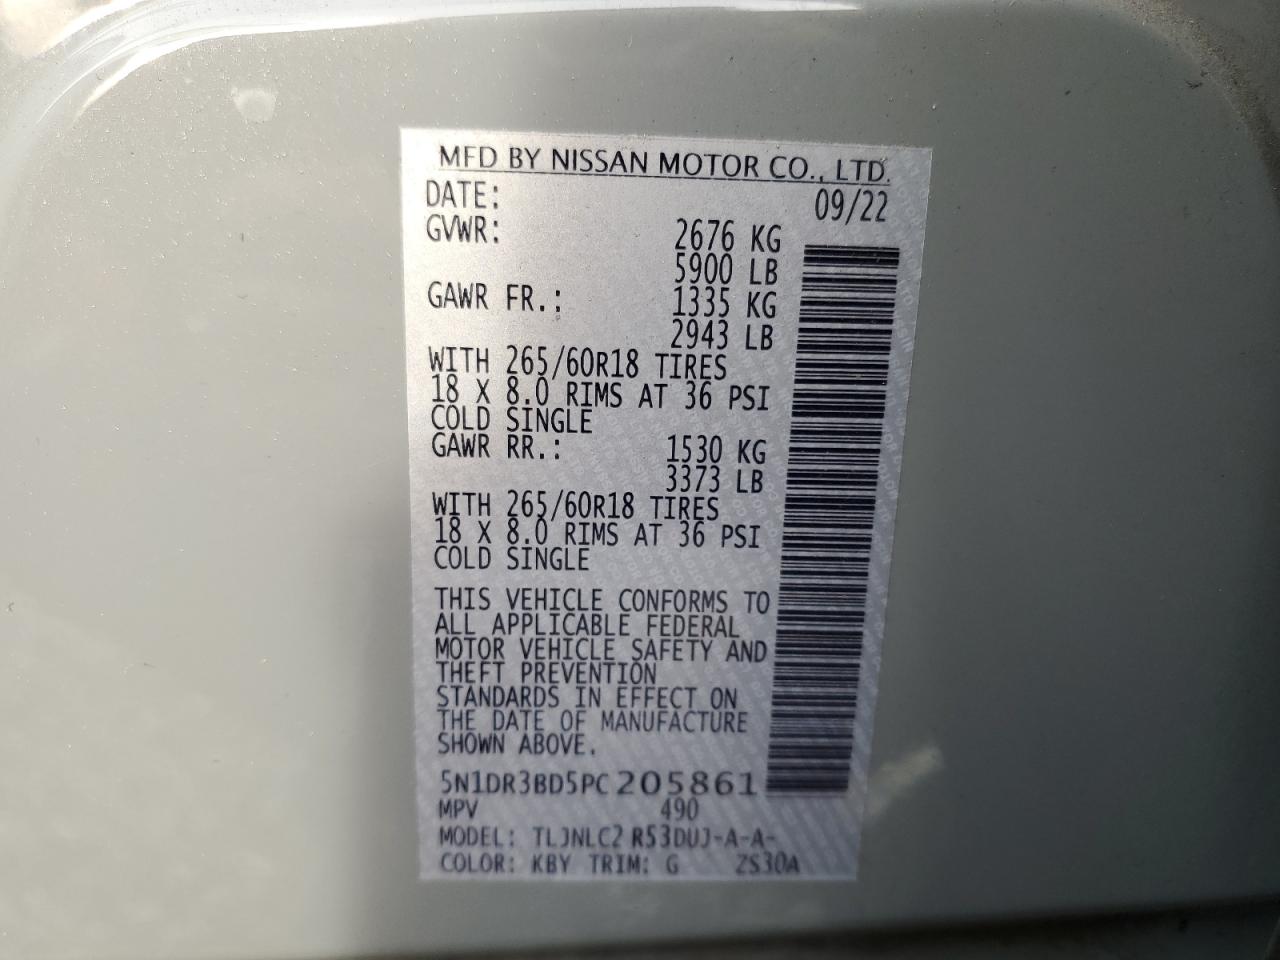 MFD BY NISSAN MOTOR CO., LTD.
DATE: 09/22
GVWR: 2676 KG
5900 LB
GAWR FR.: 1335 KG
2943 LB
WITH 265/60R18 TIRES
18 X 8.0 RIMS AT 36 PSI
COLD SINGLE
GAWR RR.: 1530 KG
3373 LB
WITH 265/60R18 TIRES
18 X 8.0 RIMS AT 36 PSI
COLD SINGLE
THIS VEHICLE CONFORMS TO
ALL APPLICABLE FEDERAL
MOTOR VEHICLE SAFETY AND
THEFT PREVENTION
STANDARDS IN EFFECT ON
THE DATE OF MANUFACTURE
SHOWN ABOVE.
5N1DR3BD5PC205861
MPV 490
MODEL: TLJNLC2 R53DUJ-A-A-
COLOR: KBY TRIM: G ZS30A